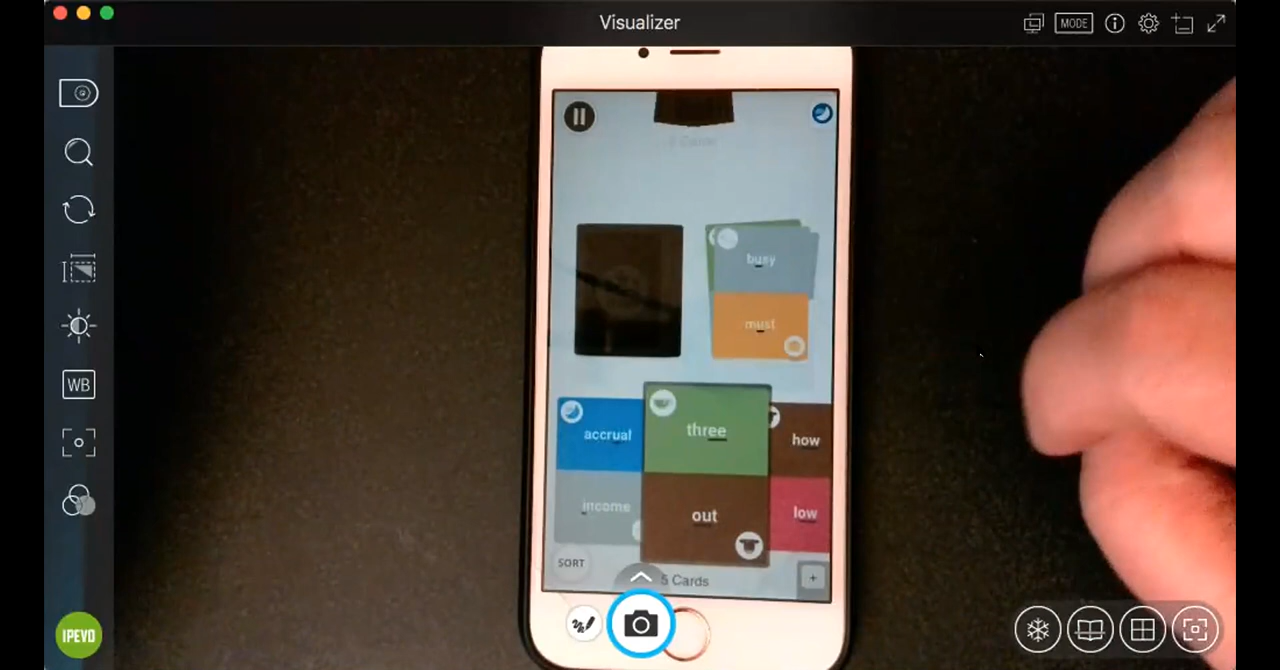 Visualizer
MODE
WB
IPEVO
busy
must
accrual
income
three
out
how
low
SORT
5 Cards
+